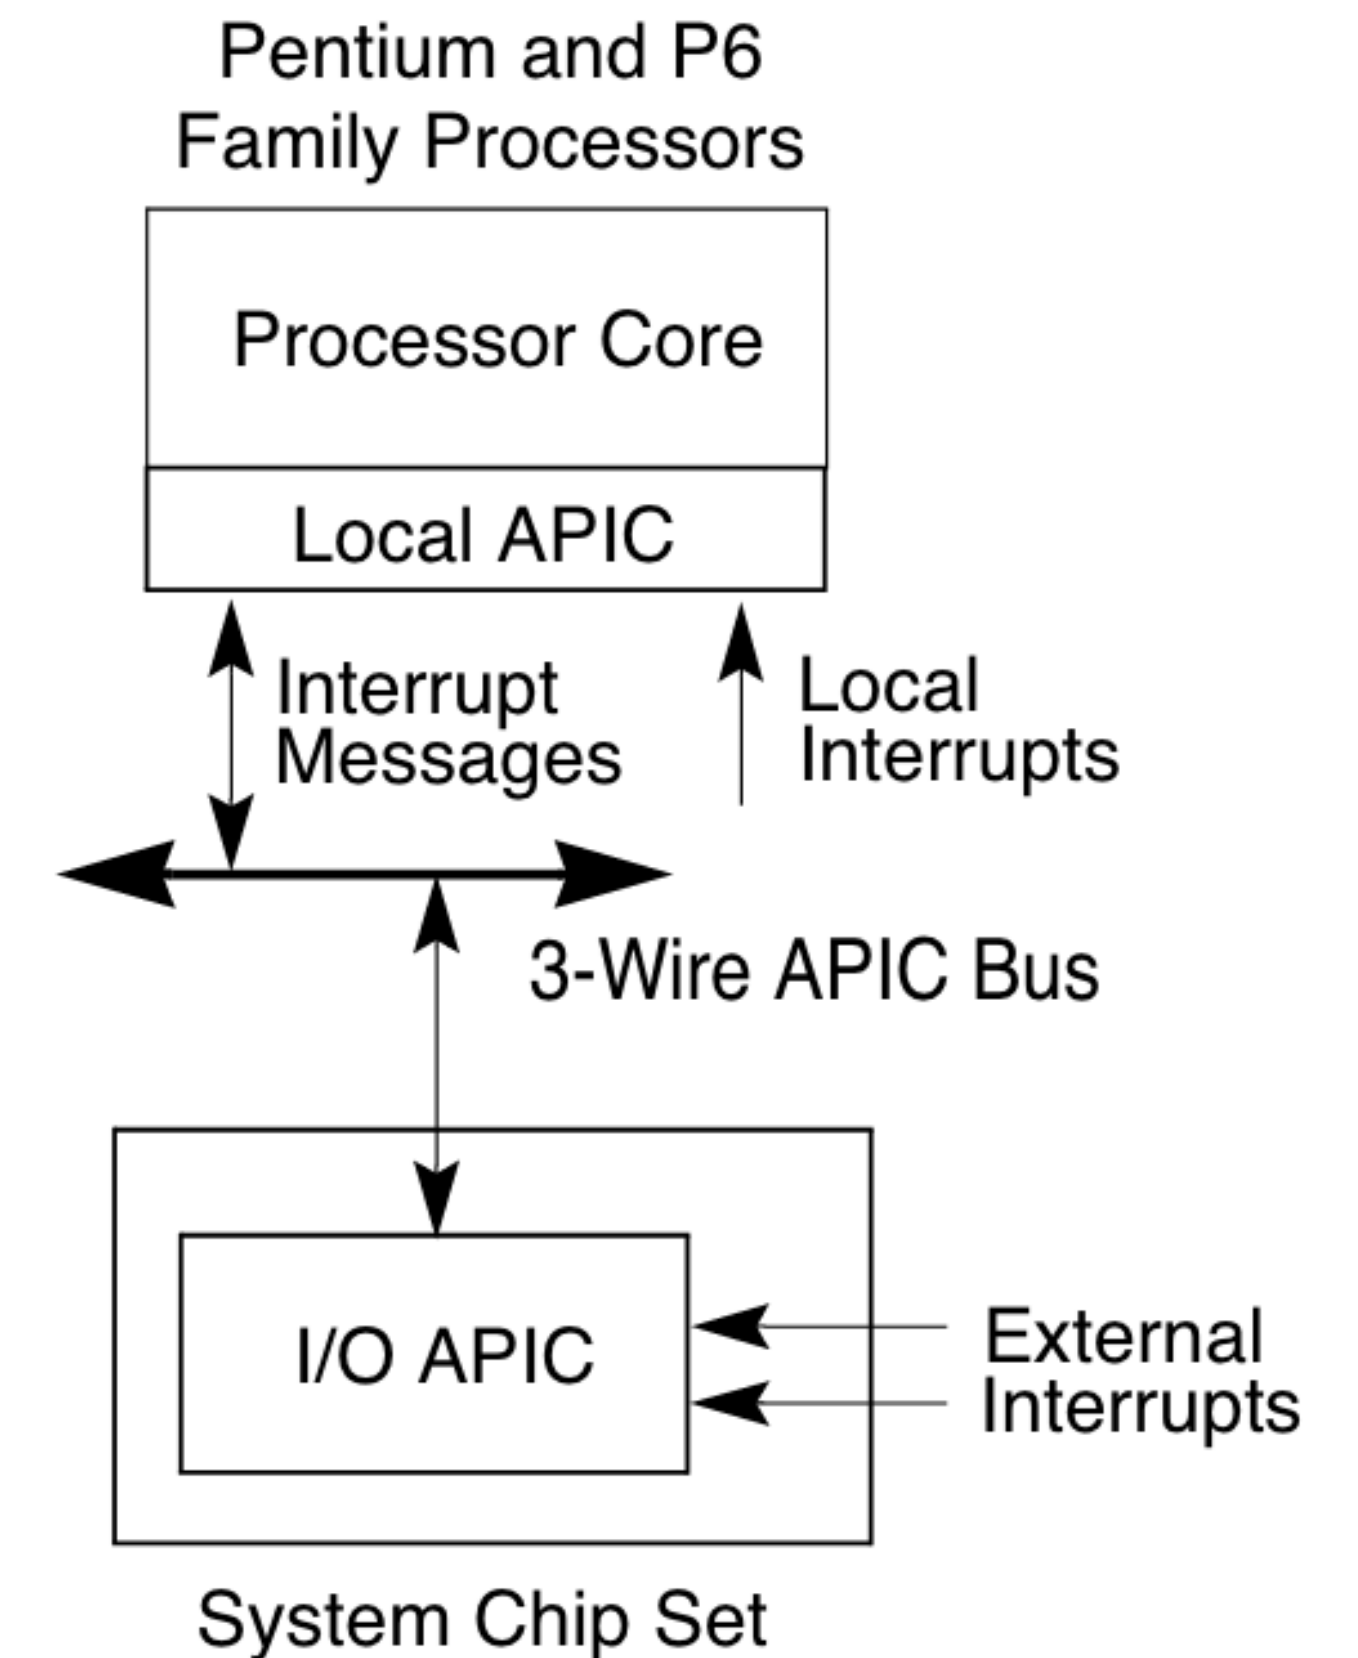 Pentium and P6
Family Processors
Processor Core
Local APIC
Interrupt
Messages
Local
Interrupts
3-Wire APIC Bus
I/O APIC
External
Interrupts
System Chip Set